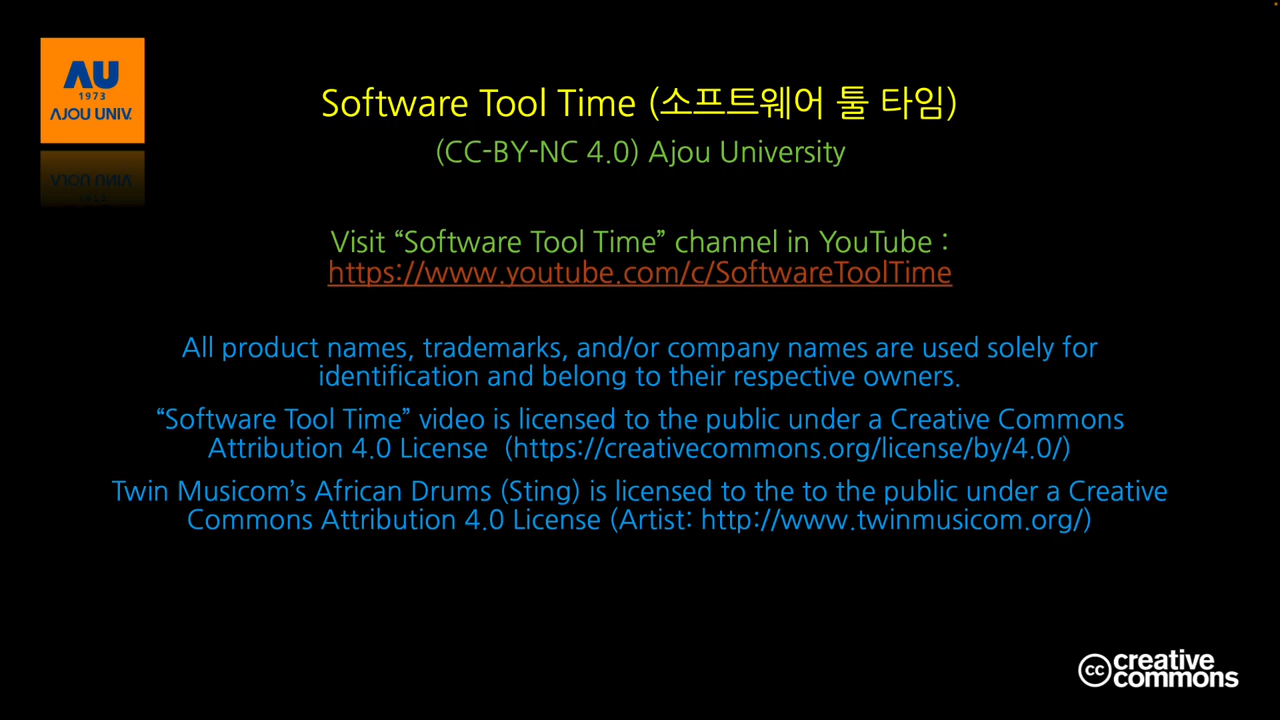 AU
1973
AJOU UNIV.
Software Tool Time (소프트웨어 툴 타임)
(CC-BY-NC 4.0) Ajou University
Visit “Software Tool Time” channel in YouTube :
https://www.youtube.com/c/SoftwareToolTime
All product names, trademarks, and/or company names are used solely for
identification and belong to their respective owners.
“Software Tool Time” video is licensed to the public under a Creative Commons
Attribution 4.0 License (https://creativecommons.org/license/by/4.0/)
Twin Musicom’s African Drums (Sting) is licensed to the to the public under a Creative
Commons Attribution 4.0 License (Artist: http://www.twinmusicom.org/)
cc creative
commons